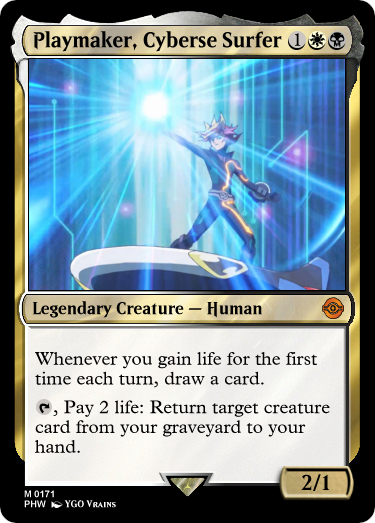 Playmaker, Cyberse Surfer 1
Legendary Creature — Human
Whenever you gain life for the first
time each turn, draw a card.
, Pay 2 life: Return target creature
card from your graveyard to your
hand.
2/1
M 0171
PHW YGO VRAINS